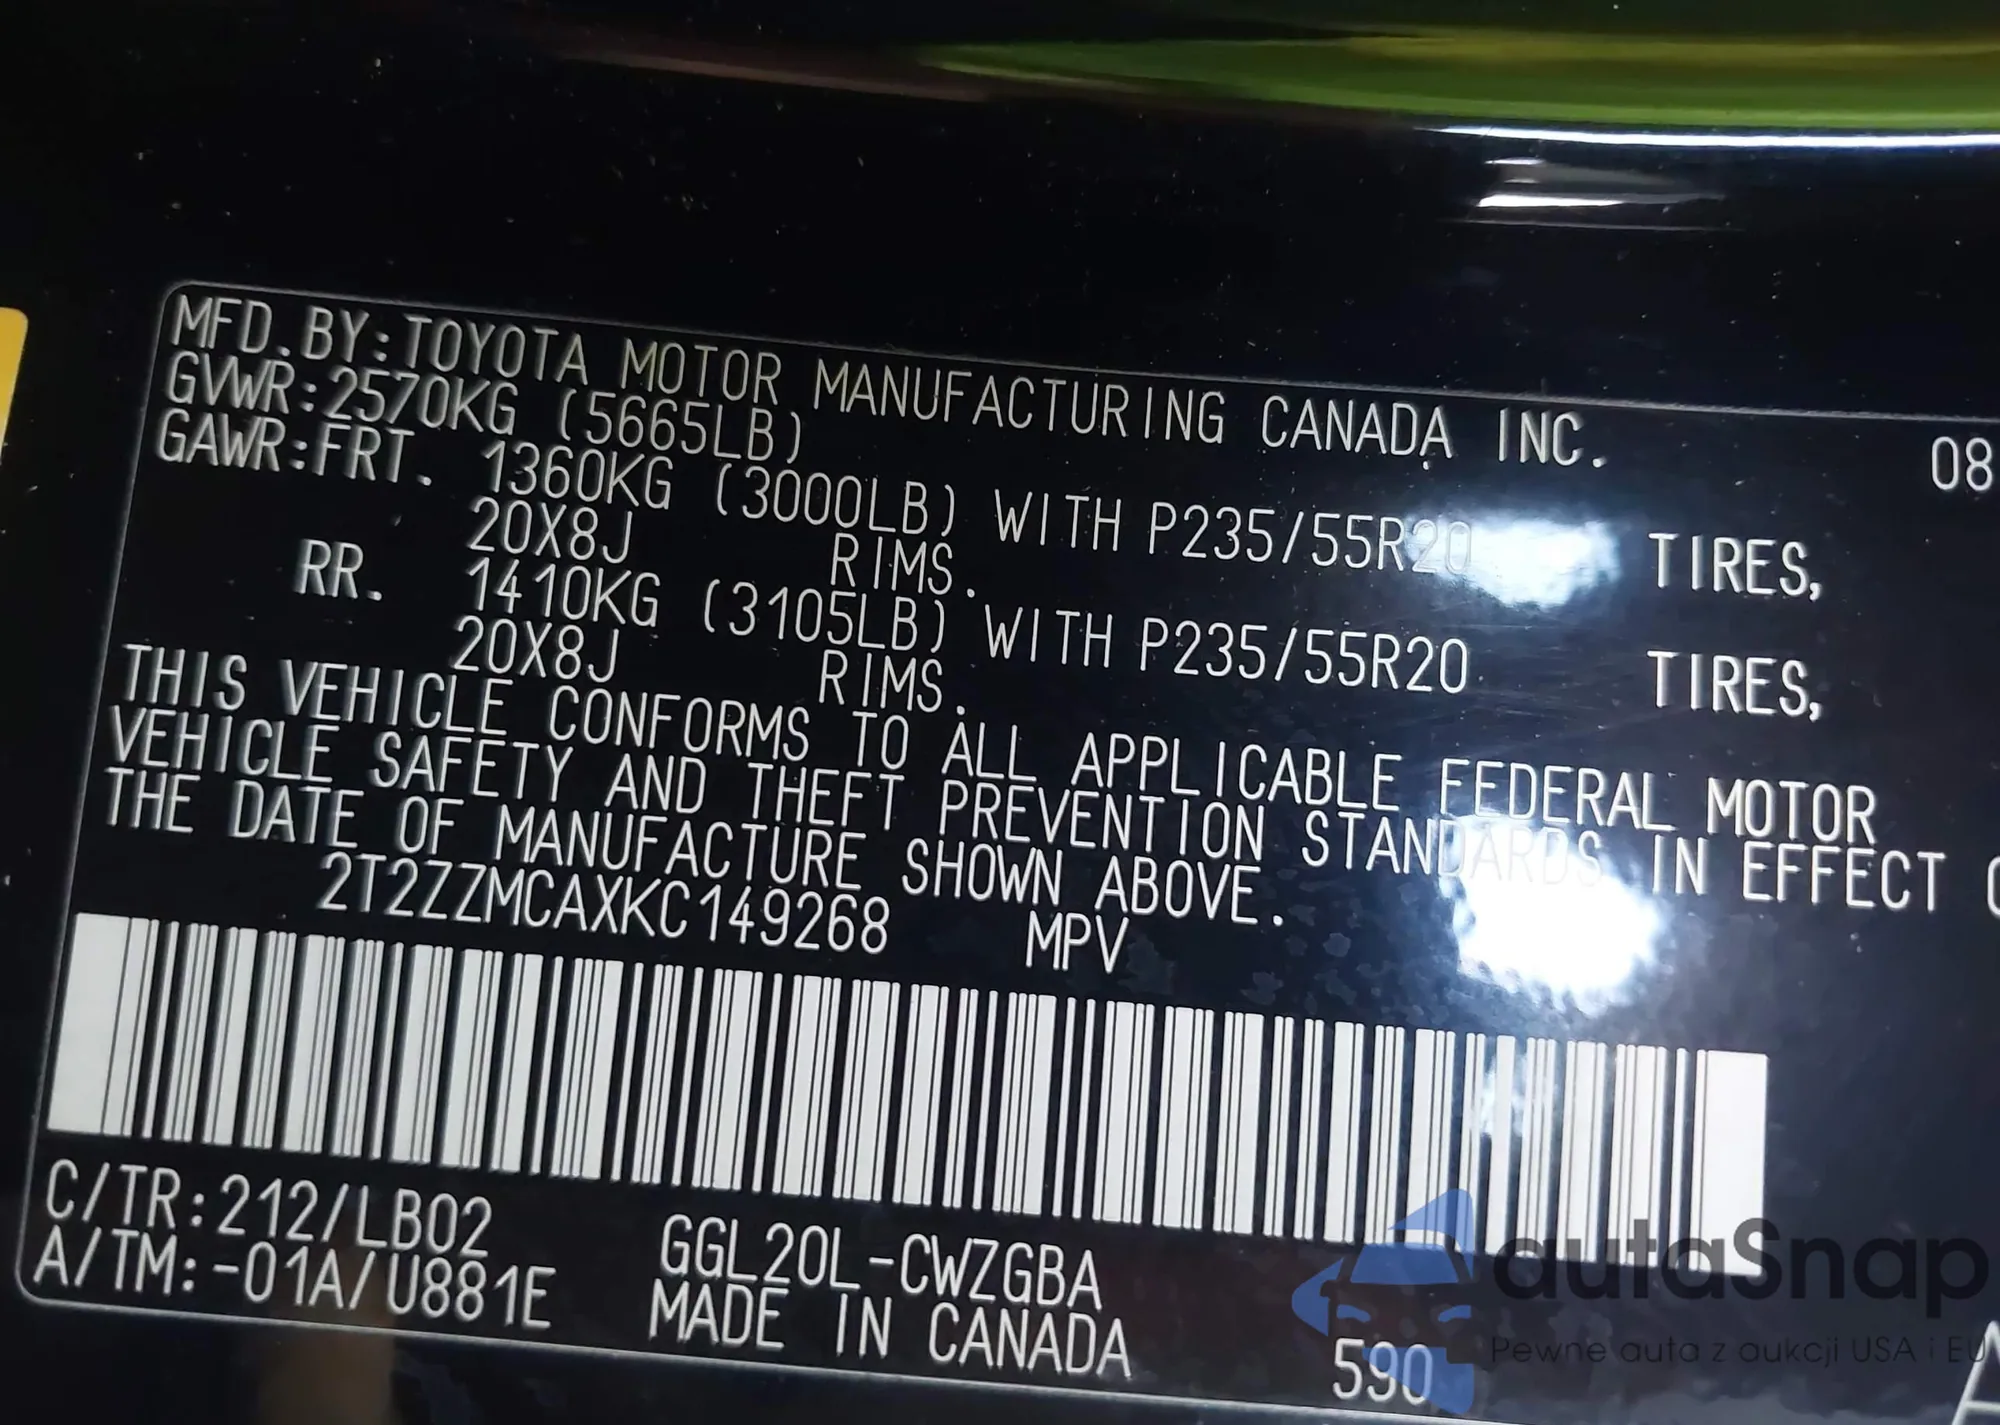 MFD.BY:TOYOTA MOTOR MANUFACTURING CANADA INC. 08
GVWR:2570KG (5665LB)
GAWR:FRT. 1360KG (3000LB) WITH P235/55R20 TIRES,
20X8J RIMS.
RR. 1410KG (3105LB) WITH P235/55R20 TIRES,
20X8J RIMS.
THIS VEHICLE CONFORMS TO ALL APPLICABLE FEDERAL MOTOR
VEHICLE SAFETY AND THEFT PREVENTION STANDARDS IN EFFECT
THE DATE OF MANUFACTURE SHOWN ABOVE.
2T2ZZMCAXKC149268 MPV
C/TR:212/LB02 GGL20L-CWZGBA
A/TM:-01A/U881E MADE IN CANADA 590
autaSnap
Pewne auta z aukcji USA i EU